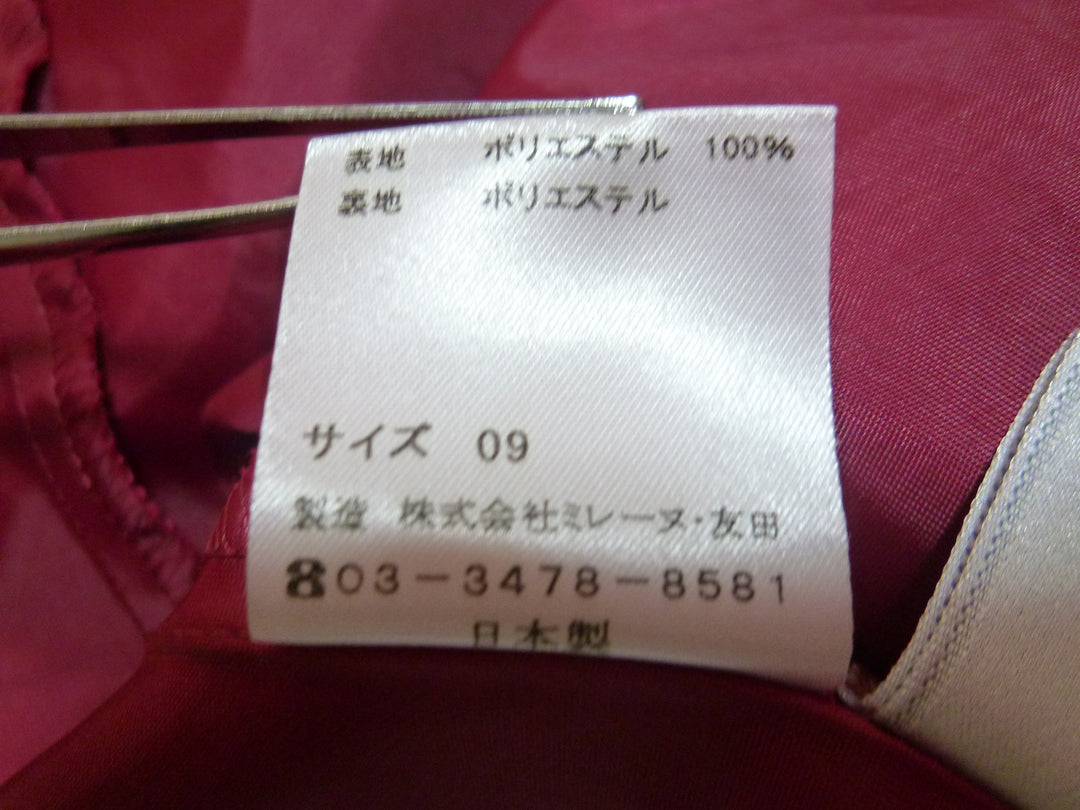 表地 ポリエステル 100%
裏地 ポリエステル
サイズ 09
製造 株式会社ミレーヌ・友田
☎03-3478-8581
日本製